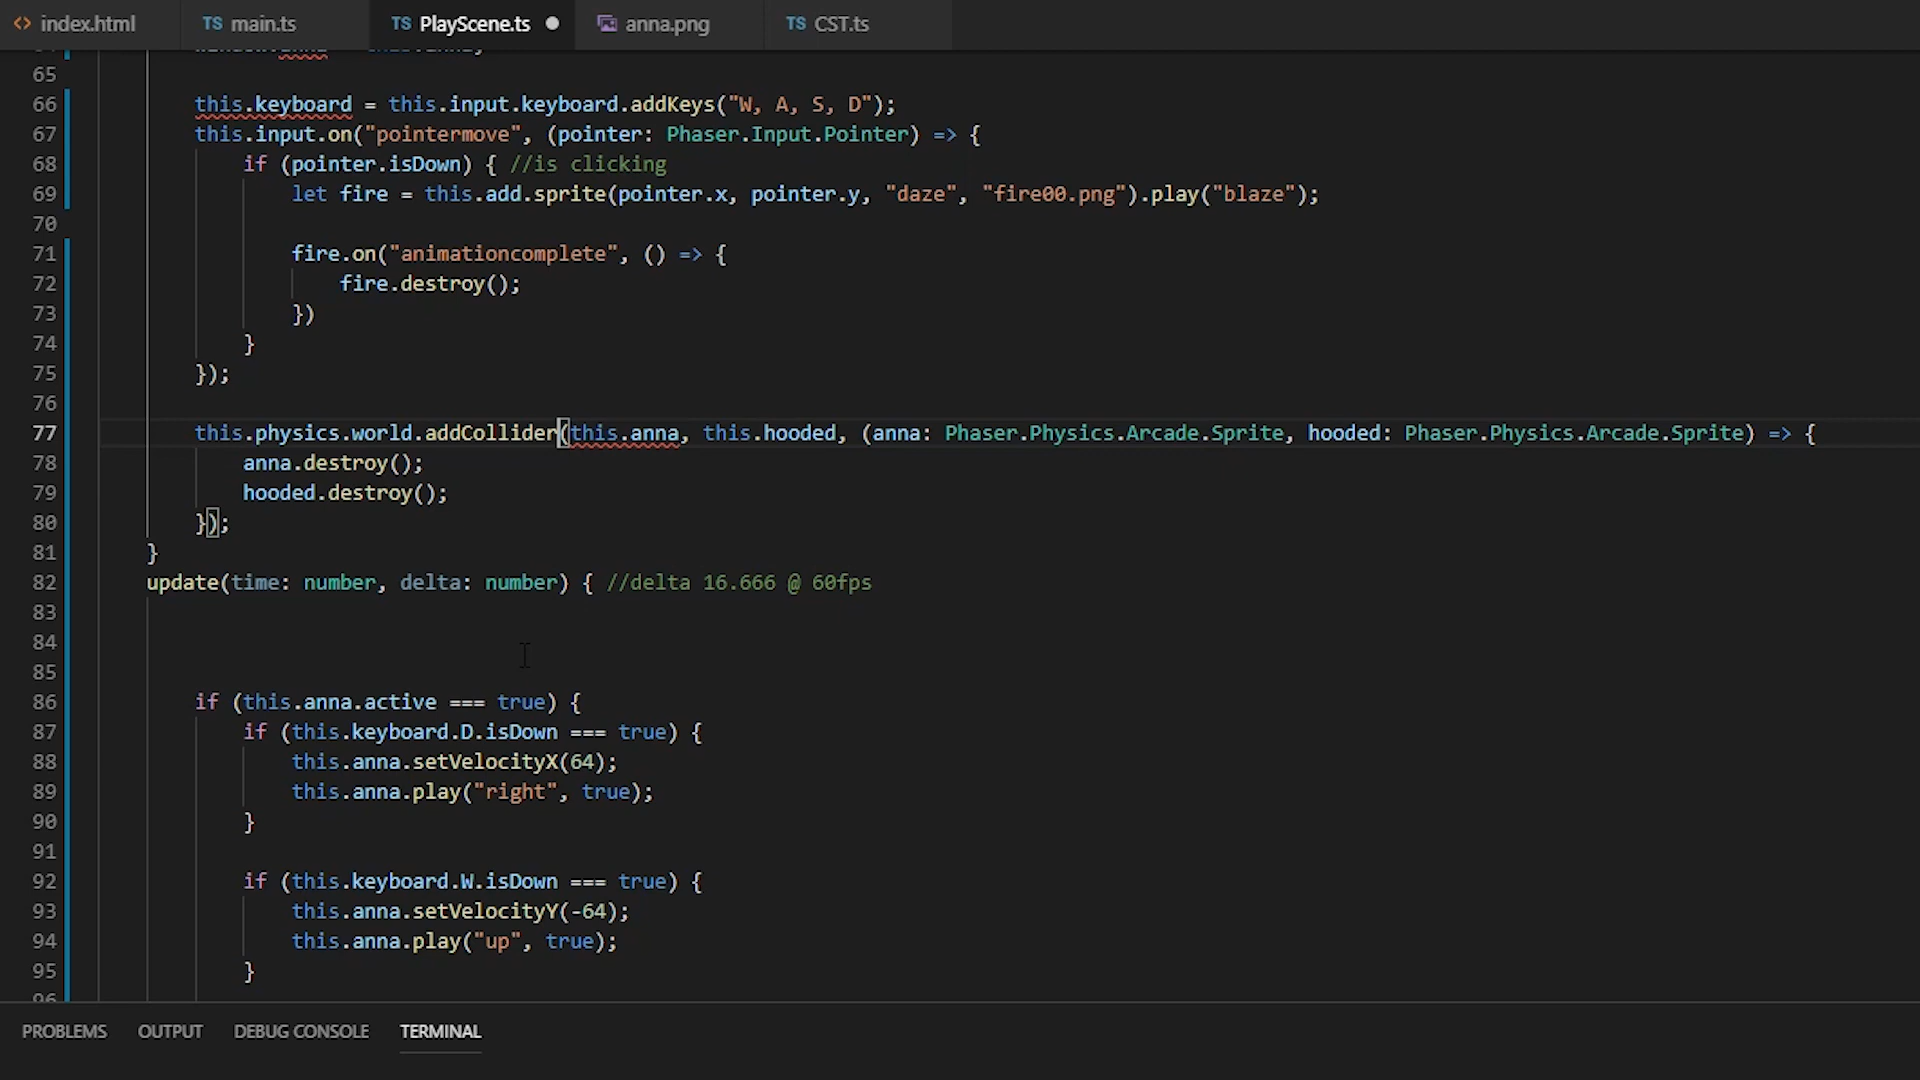 index.html TS main.ts TS PlayScene.ts anna.png TS CST.ts
65
66 this.keyboard = this.input.keyboard.addKeys("W, A, S, D");
67 this.input.on("pointermove", (pointer: Phaser.Input.Pointer) => {
68 if (pointer.isDown) { //is clicking
69 let fire = this.add.sprite(pointer.x, pointer.y, "daze", "fire00.png").play("blaze");
70
71 fire.on("animationcomplete", () => {
72 fire.destroy();
73 })
74 }
75 });
76
77 this.physics.world.addCollider(this.anna, this.hooded, (anna: Phaser.Physics.Arcade.Sprite, hooded: Phaser.Physics.Arcade.Sprite) => {
78 anna.destroy();
79 hooded.destroy();
80 });
81 }
82 update(time: number, delta: number) { //delta 16.666 @ 60fps
83
84
85
86 if (this.anna.active === true) {
87 if (this.keyboard.D.isDown === true) {
88 this.anna.setVelocityX(64);
89 this.anna.play("right", true);
90 }
91
92 if (this.keyboard.W.isDown === true) {
93 this.anna.setVelocityY(-64);
94 this.anna.play("up", true);
95 }
96
PROBLEMS OUTPUT DEBUG CONSOLE TERMINAL